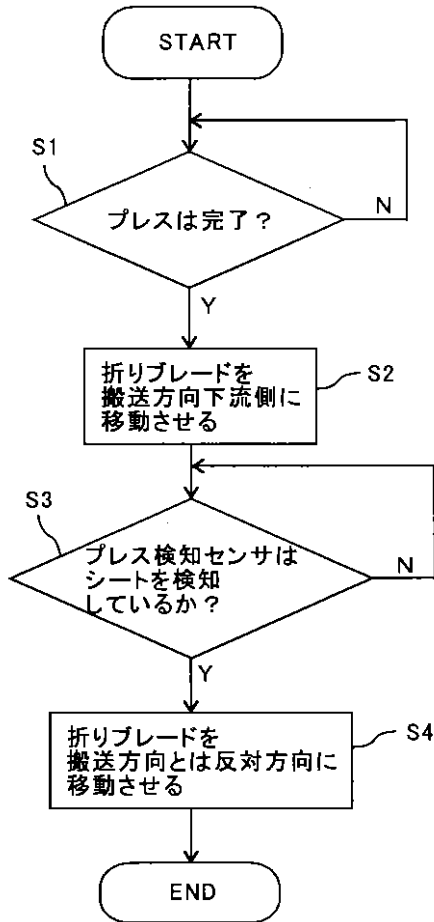 START
S1
プレスは完了？
N
Y
折りブレードを
搬送方向下流側に
移動させる
S2
S3
プレス検知センサは
シートを検知
しているか？
N
Y
折りブレードを
搬送方向とは反対方向に
移動させる
S4
END